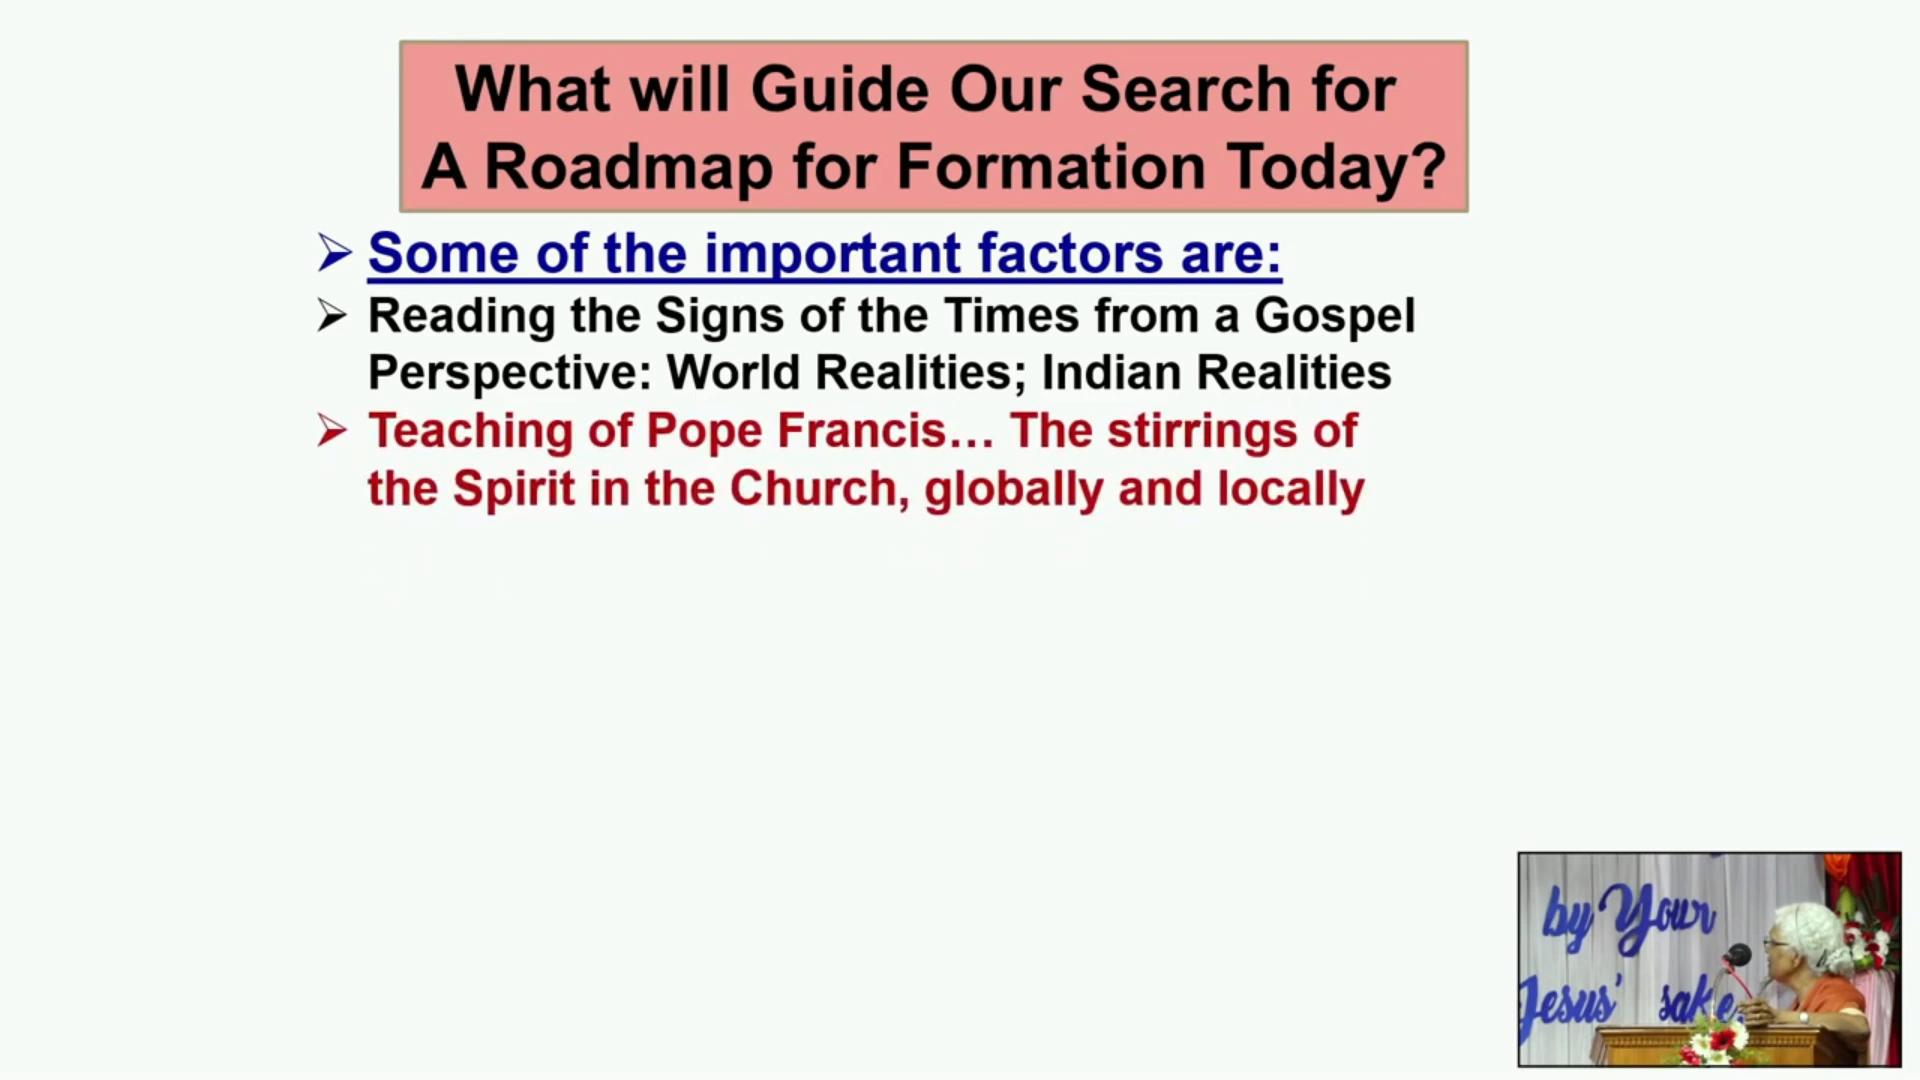 What will Guide Our Search for
A Roadmap for Formation Today?
➢ Some of the important factors are:
➢ Reading the Signs of the Times from a Gospel
Perspective: World Realities; Indian Realities
➢ Teaching of Pope Francis… The stirrings of
the Spirit in the Church, globally and locally
by Your
Jesus' sake